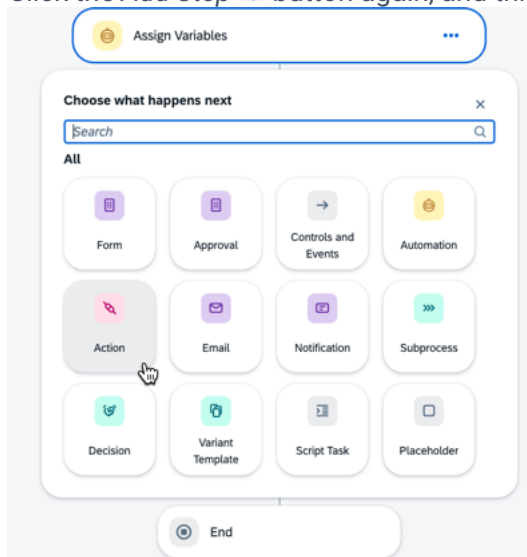 Assign Variables
Choose what happens next
Search
All
Form
Approval
Controls and
Events
Automation
Action
Email
Notification
Subprocess
Decision
Variant
Template
Script Task
Placeholder
End